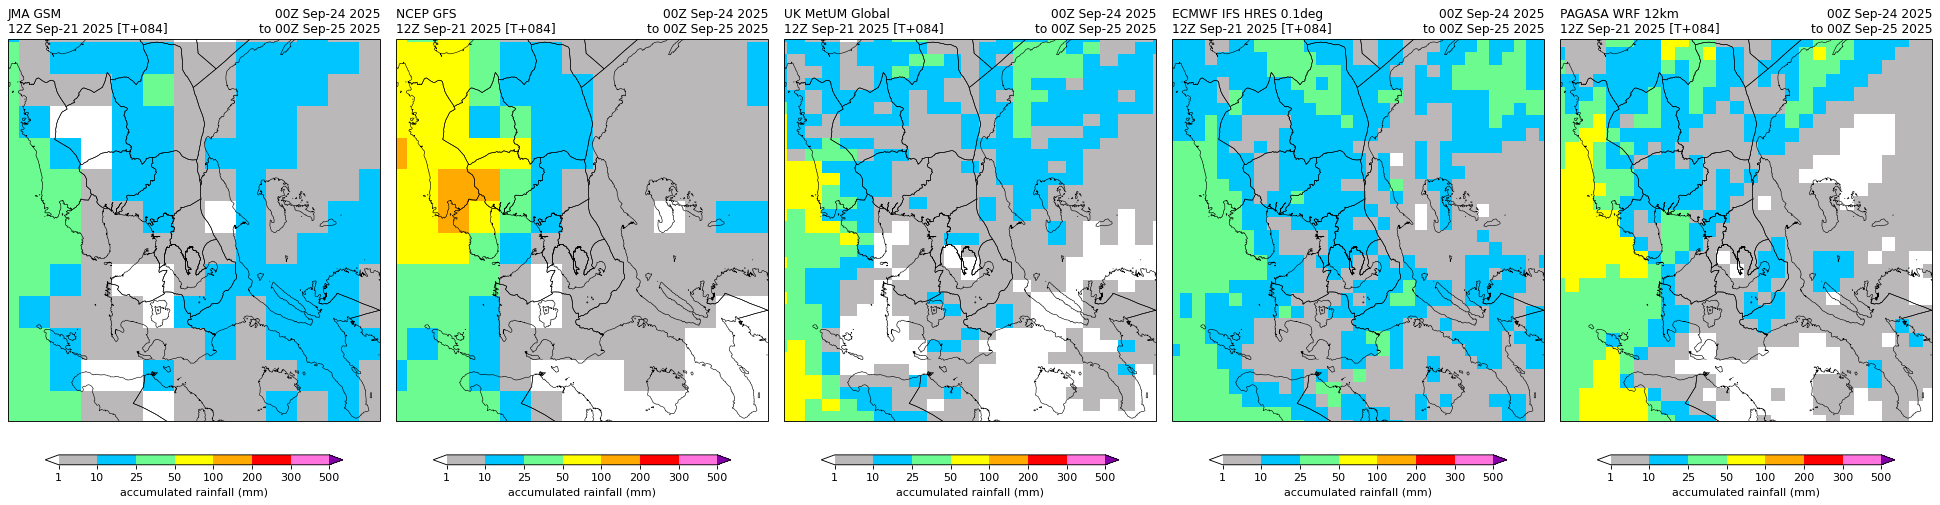 JMA GSM 00Z Sep-24 2025
12Z Sep-21 2025 [T+084] to 00Z Sep-25 2025
NCEP GFS 00Z Sep-24 2025
12Z Sep-21 2025 [T+084] to 00Z Sep-25 2025
UK MetUM Global 00Z Sep-24 2025
12Z Sep-21 2025 [T+084] to 00Z Sep-25 2025
ECMWF IFS HRES 0.1deg 00Z Sep-24 2025
12Z Sep-21 2025 [T+084] to 00Z Sep-25 2025
PAGASA WRF 12km 00Z Sep-24 2025
12Z Sep-21 2025 [T+084] to 00Z Sep-25 2025
1 10 25 50 100 200 300 500
accumulated rainfall (mm)
1 10 25 50 100 200 300 500
accumulated rainfall (mm)
1 10 25 50 100 200 300 500
accumulated rainfall (mm)
1 10 25 50 100 200 300 500
accumulated rainfall (mm)
1 10 25 50 100 200 300 500
accumulated rainfall (mm)